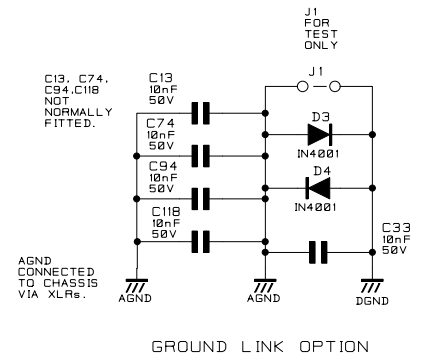 J1
FOR
TEST
ONLY
C13, C74,
C94,C118
NOT
NORMALLY
FITTED.
C13
10nF
50V
J1
C74
10nF
50V
D3
IN4001
C94
10nF
50V
D4
IN4001
C118
10nF
50V
C33
10nF
50V
AGND
CONNECTED
TO CHASSIS
VIA XLRs.
AGND
AGND
DGND
GROUND LINK OPTION